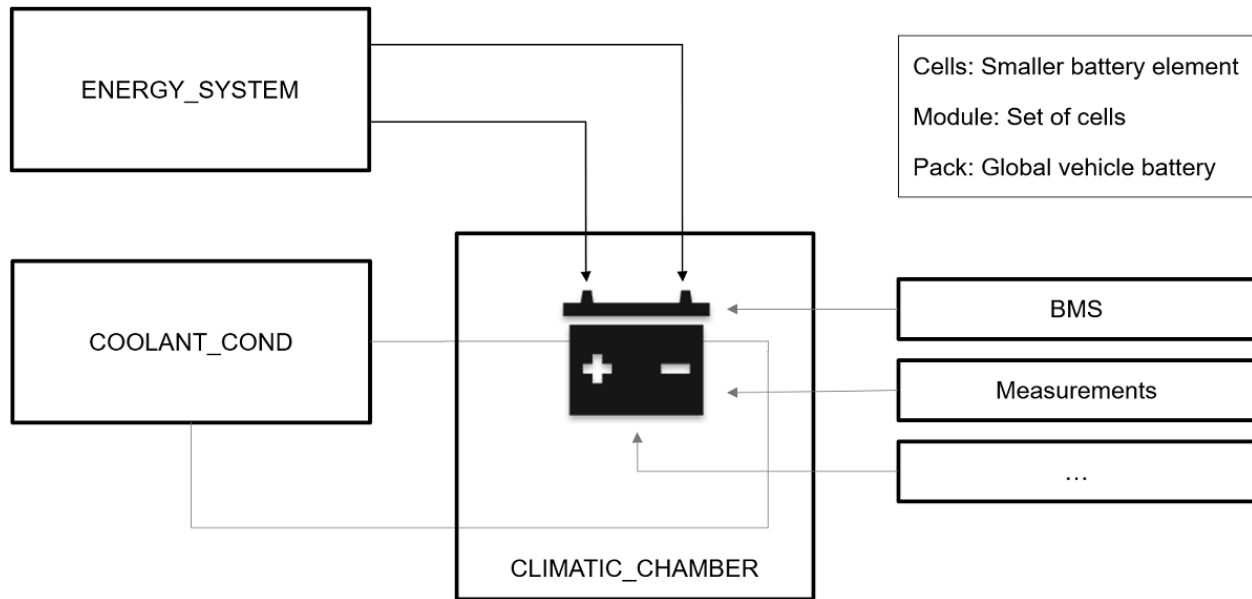 ENERGY_SYSTEM
Cells: Smaller battery element
Module: Set of cells
Pack: Global vehicle battery
COOLANT_COND
BMS
Measurements
…
CLIMATIC_CHAMBER